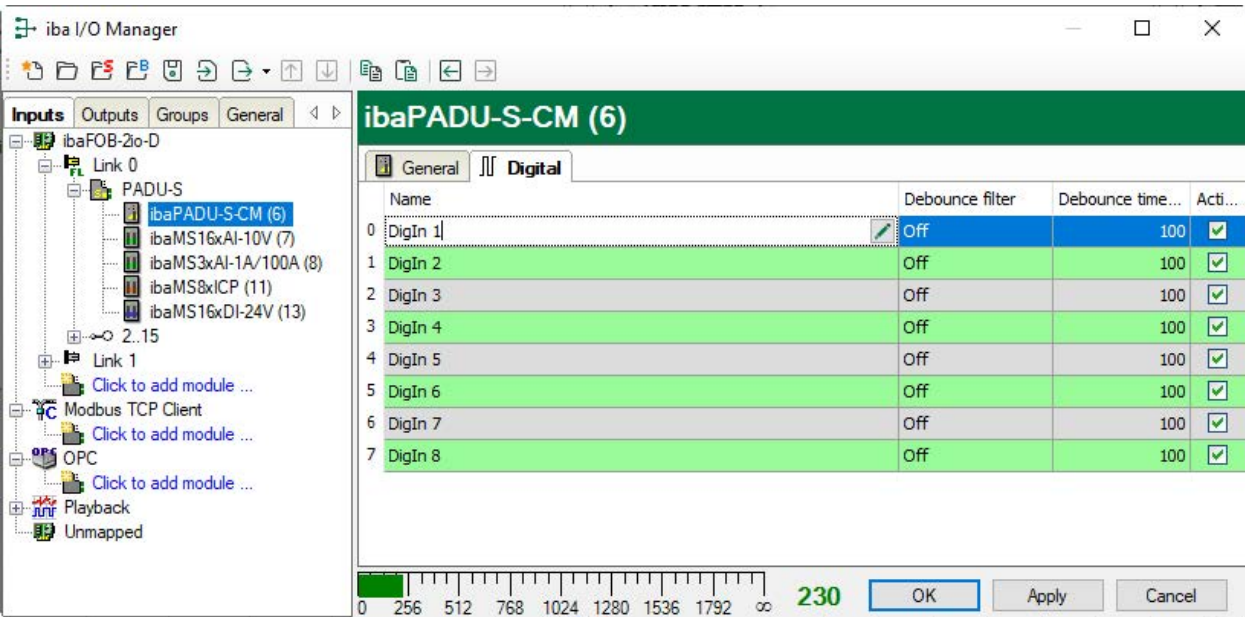 iba I/O Manager
Inputs Outputs Groups General
ibaFOB-2io-D
Link 0
PADU-S
ibaPADU-S-CM (6)
ibaMS16xAI-10V (7)
ibaMS3xAI-1A/100A (8)
ibaMS8xICP (11)
ibaMS16xDI-24V (13)
2..15
Link 1
Click to add module ...
Modbus TCP Client
Click to add module ...
OPC
Click to add module ...
Playback
Unmapped
ibaPADU-S-CM (6)
General Digital
Name Debounce filter Debounce time... Acti...
0 DigIn 1 Off 100
1 DigIn 2 Off 100
2 DigIn 3 Off 100
3 DigIn 4 Off 100
4 DigIn 5 Off 100
5 DigIn 6 Off 100
6 DigIn 7 Off 100
7 DigIn 8 Off 100
0 256 512 768 1024 1280 1536 1792 ∞ 230 OK Apply Cancel